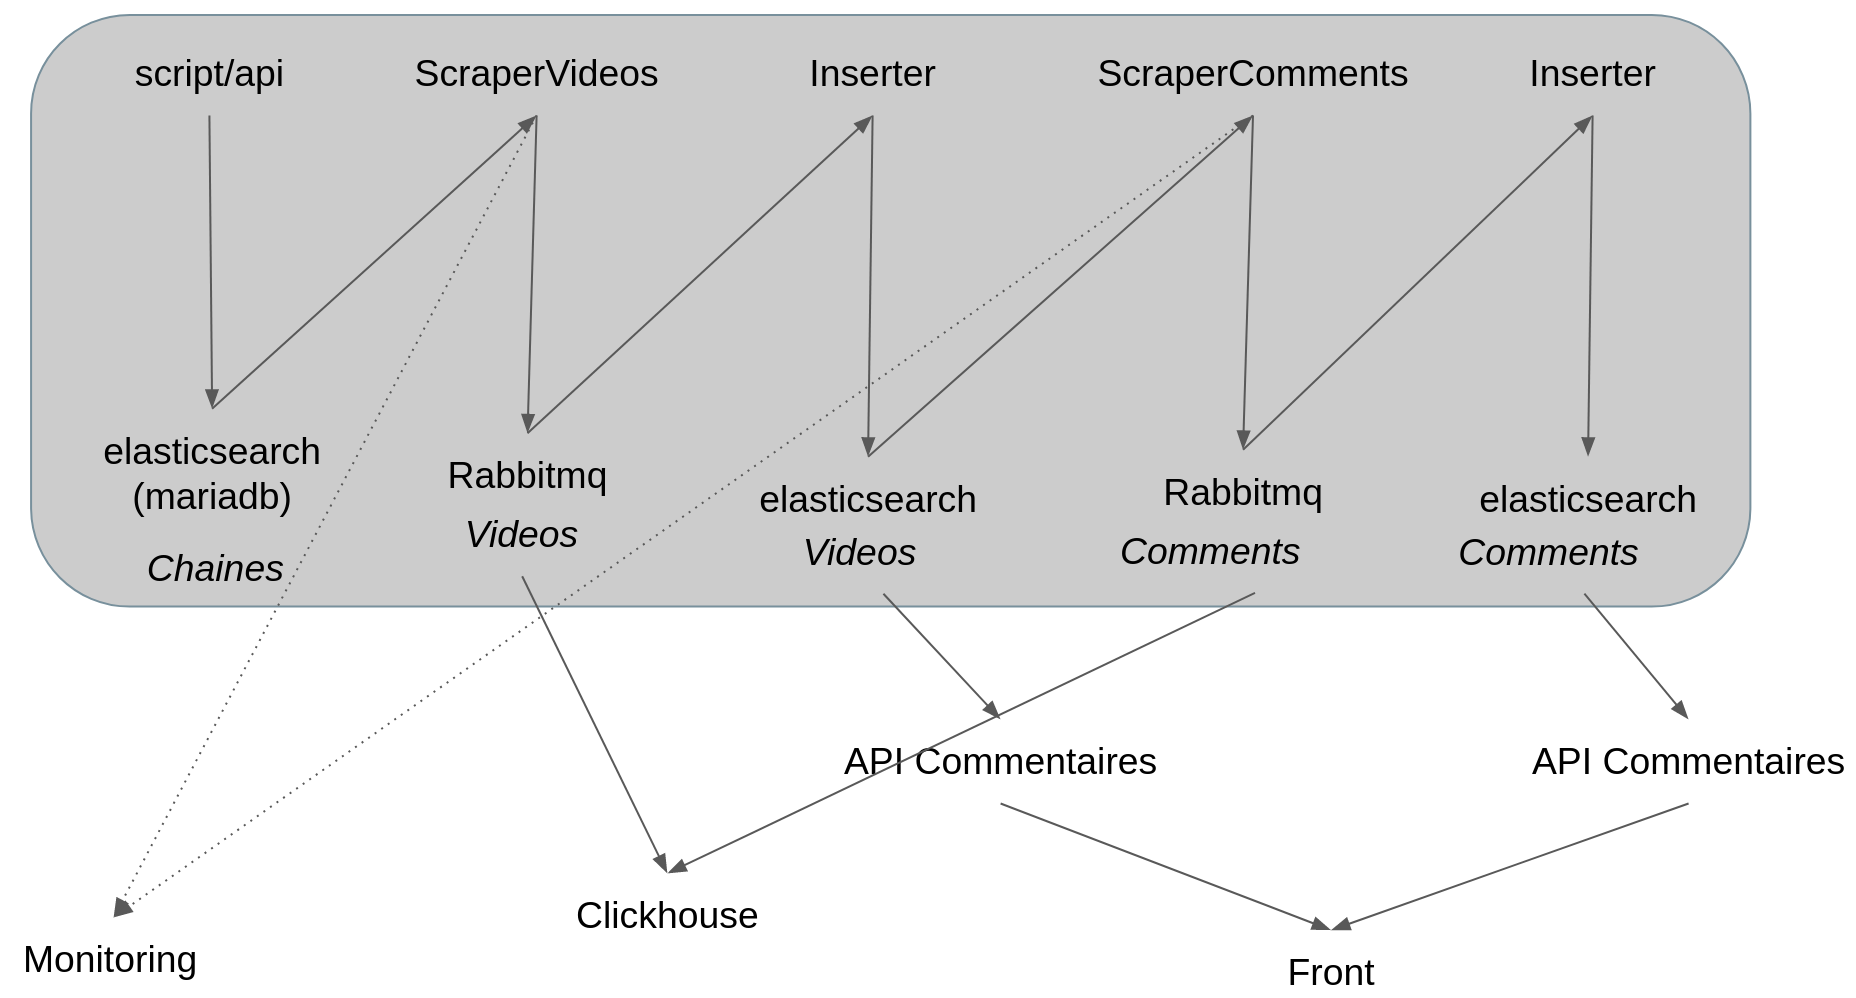 script/api
ScraperVideos
Inserter
ScraperComments
Inserter
elasticsearch
(mariadb)
Chaines
Rabbitmq
Videos
elasticsearch
Videos
Rabbitmq
Comments
elasticsearch
Comments
API Commentaires
API Commentaires
Clickhouse
Monitoring
Front